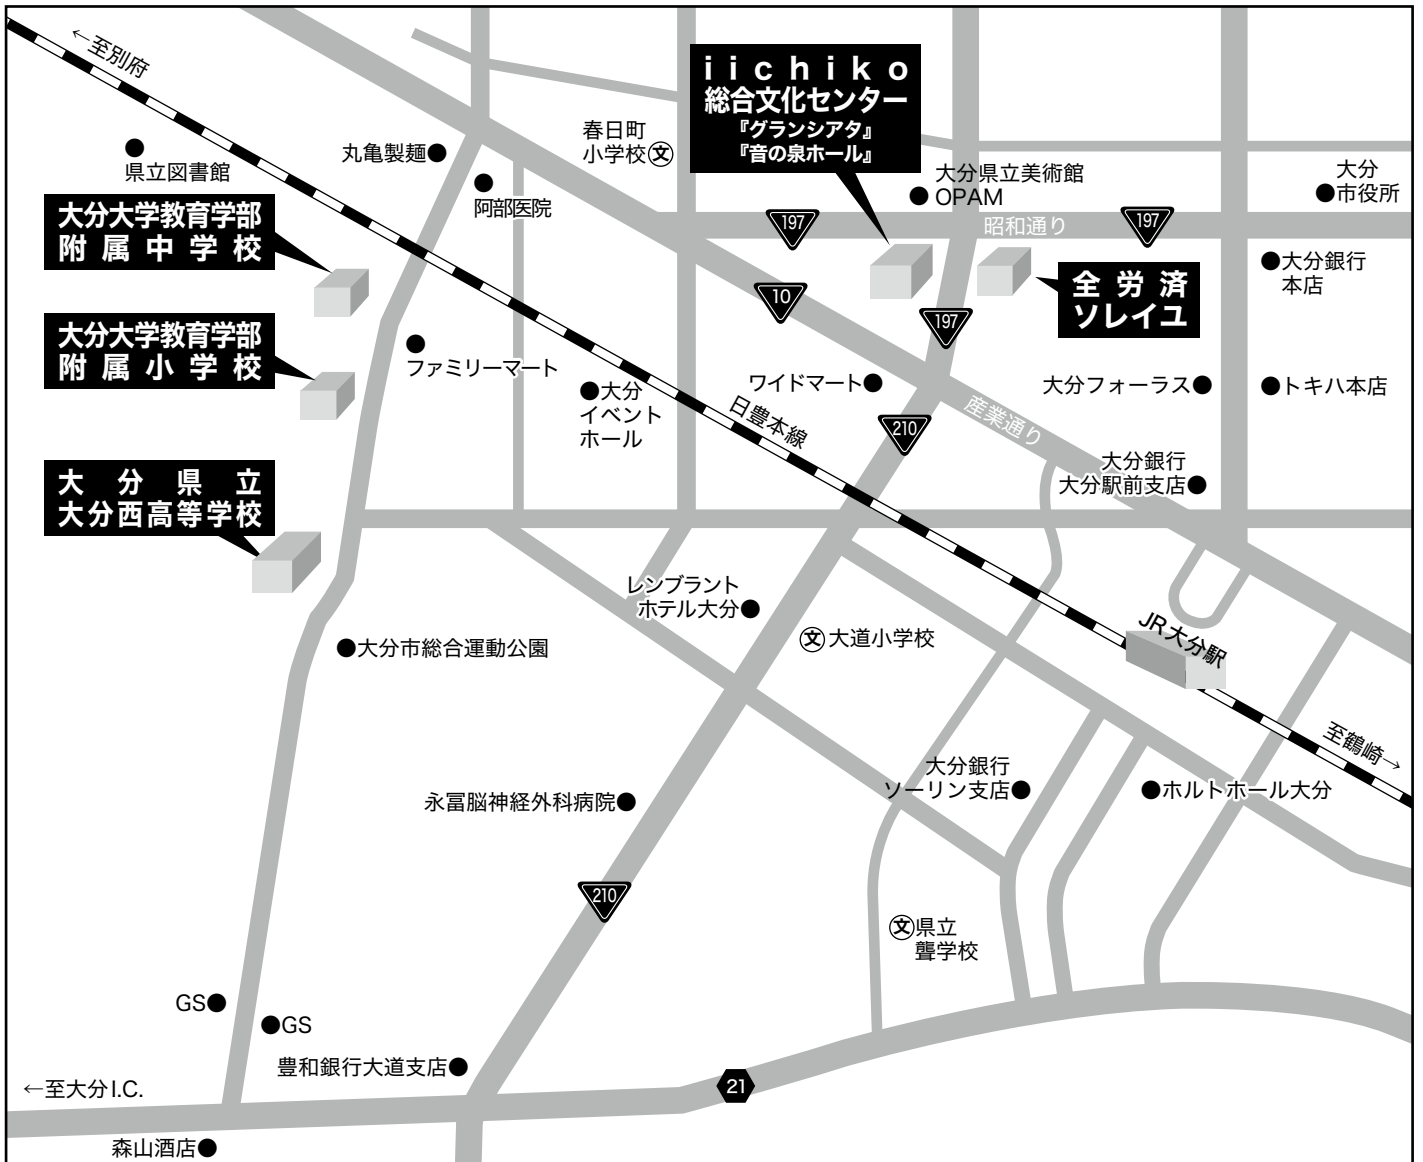 ←至別府
県立図書館
丸亀製麺
阿部医院
春日町
小学校㊫
iichiko
総合文化センター
『グランシアタ』
『音の泉ホール』
大分県立美術館
OPAM
大分
市役所
197
昭和通り
197
大分大学教育学部
附属中学校
10
197
全労済
ソレイユ
大分銀行
本店
大分大学教育学部
附属小学校
ファミリーマート
大分
イベント
ホール
ワイドマート
大分フォーラス
トキハ本店
日豊本線
210
産業通り
大分銀行
大分駅前支店
大分県立
大分西高等学校
レンブラント
ホテル大分
文大道小学校
大分市総合運動公園
JR大分駅
至鶴崎→
永冨脳神経外科病院
大分銀行
ソーリン支店
ホルトホール大分
210
文県立
聾学校
GS
GS
豊和銀行大道支店
←至大分I.C.
21
森山酒店